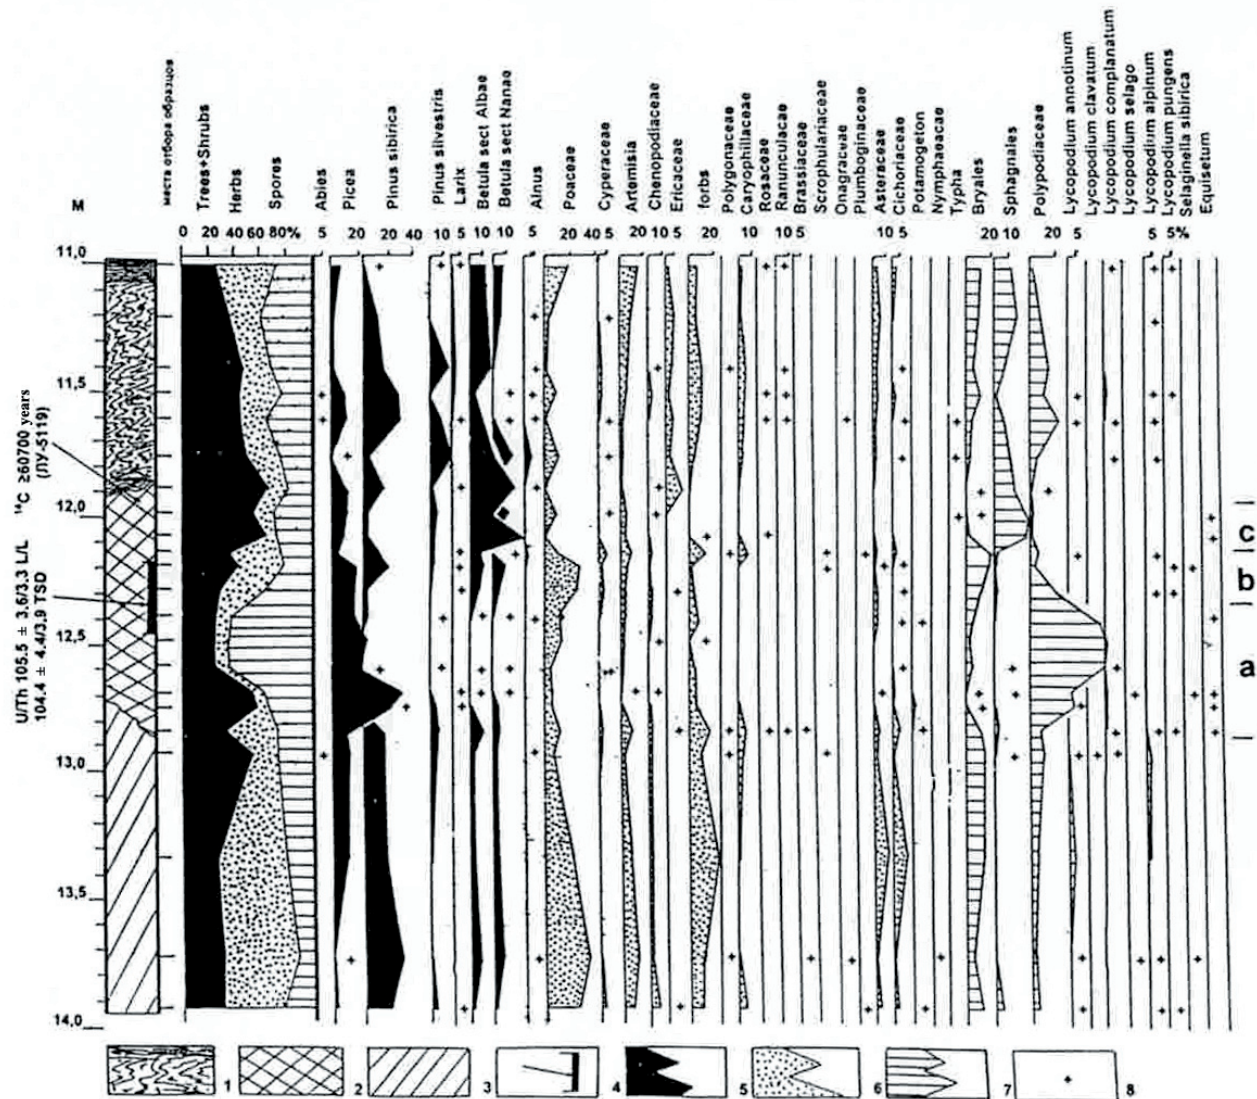 M
места отбора образцов
Trees+Shrubs
Herbs
Spores
Abies
Picea
Pinus sibirica
Pinus silvestris
Larix
Betula sect Albae
Betula sect Nanae
Alnus
Poaceae
Cyperaceae
Artemisia
Chenopodiaceae
Ericaceae
forbs
Polygonaceae
Caryophillaceae
Rosaceae
Ranunculacae
Brassiaceae
Scrophulariaceae
Onagraceae
Plumboginaceae
Asteraceae
Cichoriaceae
Potamogeton
Nymphaeacae
Typha
Bryales
Sphagnales
Polypodiaceae
Lycopodium annotinum
Lycopodium clavatum
Lycopodium complanatum
Lycopodium selago
Lycopodium alpinum
Lycopodium pungens
Selaginella sibirica
Equisetum
0 20 40 60 80% 5 20 20 40 10 5 10 10 5 20 40 5 20 10 5 20 10 10 5 10 5 20 10 20 5 5 5%
11,0
11,5
12,0
12,5
13,0
13,5
14,0
14C ≥60700 years
(ЛУ-5119)
U/Th 105.5 ± 3.6/3.3 L/L
104.4 ± 4.4/3.9 TSD
c
b
a
1 2 3 4 5 6 7 8